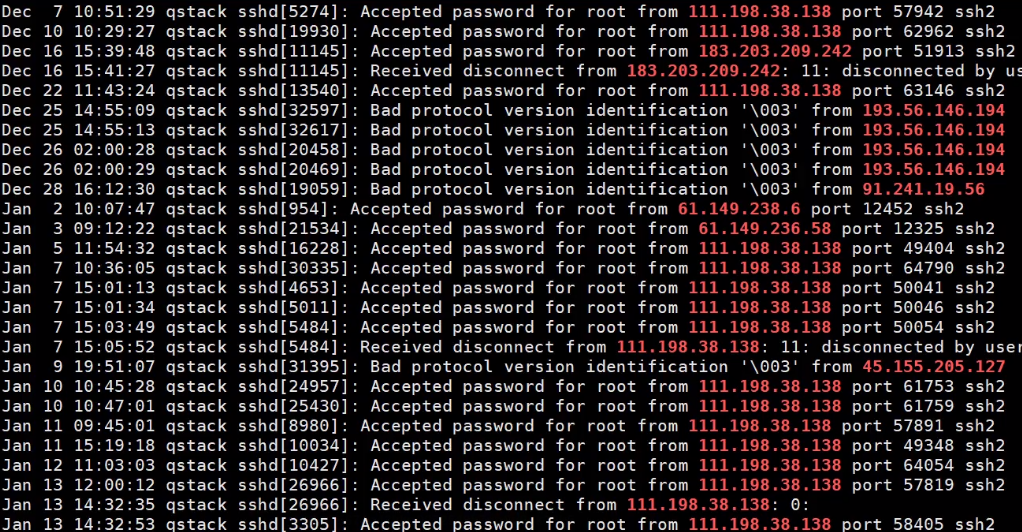 Dec  7 10:51:29 qstack sshd[5274]: Accepted password for root from 111.198.38.138 port 57942 ssh2
Dec 10 10:29:27 qstack sshd[19930]: Accepted password for root from 111.198.38.138 port 62962 ssh2
Dec 16 15:39:48 qstack sshd[11145]: Accepted password for root from 183.203.209.242 port 51913 ssh2
Dec 16 15:41:27 qstack sshd[11145]: Received disconnect from 183.203.209.242: 11: disconnected by us
Dec 22 11:43:24 qstack sshd[13540]: Accepted password for root from 111.198.38.138 port 63146 ssh2
Dec 25 14:55:09 qstack sshd[32597]: Bad protocol version identification '\003' from 193.56.146.194
Dec 25 14:55:13 qstack sshd[32617]: Bad protocol version identification '\003' from 193.56.146.194
Dec 26 02:00:28 qstack sshd[20458]: Bad protocol version identification '\003' from 193.56.146.194
Dec 26 02:00:29 qstack sshd[20469]: Bad protocol version identification '\003' from 193.56.146.194
Dec 28 16:12:30 qstack sshd[19059]: Bad protocol version identification '\003' from 91.241.19.56
Jan  2 10:07:47 qstack sshd[954]: Accepted password for root from 61.149.238.6 port 12452 ssh2
Jan  3 09:12:22 qstack sshd[21534]: Accepted password for root from 61.149.236.58 port 12325 ssh2
Jan  5 11:54:32 qstack sshd[16228]: Accepted password for root from 111.198.38.138 port 49404 ssh2
Jan  7 10:36:05 qstack sshd[30335]: Accepted password for root from 111.198.38.138 port 64790 ssh2
Jan  7 15:01:13 qstack sshd[4653]: Accepted password for root from 111.198.38.138 port 50041 ssh2
Jan  7 15:01:34 qstack sshd[5011]: Accepted password for root from 111.198.38.138 port 50046 ssh2
Jan  7 15:03:49 qstack sshd[5484]: Accepted password for root from 111.198.38.138 port 50054 ssh2
Jan  7 15:05:52 qstack sshd[5484]: Received disconnect from 111.198.38.138: 11: disconnected by user
Jan  9 19:51:07 qstack sshd[31395]: Bad protocol version identification '\003' from 45.155.205.127
Jan 10 10:45:28 qstack sshd[24957]: Accepted password for root from 111.198.38.138 port 61753 ssh2
Jan 10 10:47:01 qstack sshd[25430]: Accepted password for root from 111.198.38.138 port 61759 ssh2
Jan 11 09:45:01 qstack sshd[8980]: Accepted password for root from 111.198.38.138 port 57891 ssh2
Jan 11 15:19:18 qstack sshd[10034]: Accepted password for root from 111.198.38.138 port 49348 ssh2
Jan 12 11:03:03 qstack sshd[10427]: Accepted password for root from 111.198.38.138 port 64054 ssh2
Jan 13 12:00:12 qstack sshd[26966]: Accepted password for root from 111.198.38.138 port 57819 ssh2
Jan 13 14:32:35 qstack sshd[26966]: Received disconnect from 111.198.38.138: 0:
Jan 13 14:32:53 qstack sshd[3305]: Accepted password for root from 111.198.38.138 port 58405 ssh2